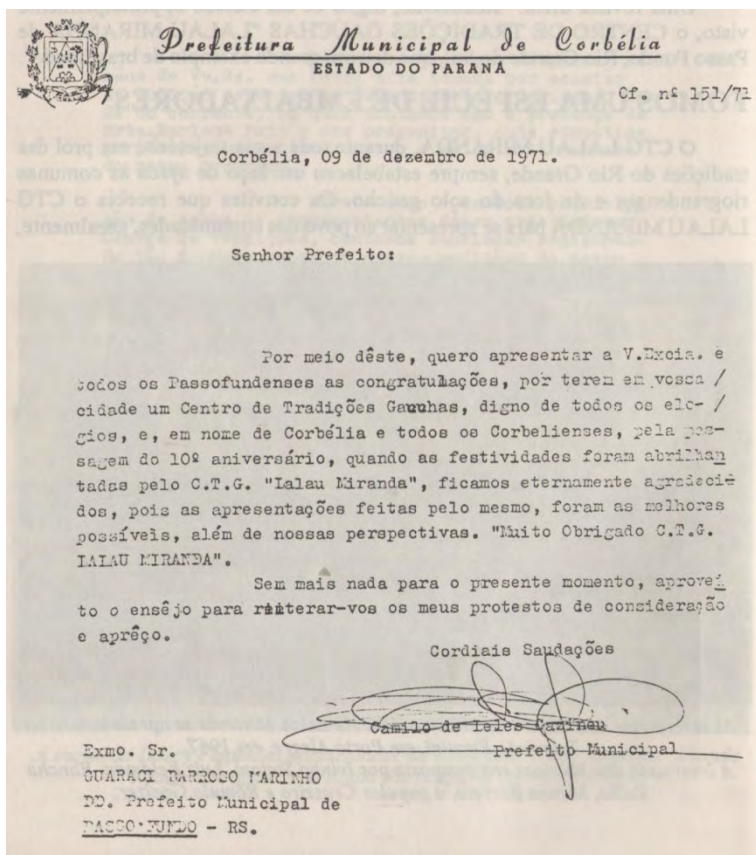 Prefeitura Municipal de Corbélia
ESTADO DO PARANÁ
Of. nº 151/71
Corbélia, 09 de dezembro de 1971.
Senhor Prefeito:
Por meio dêste, quero apresentar a V.Excia. e
todos os Passofundenses as congratulações, por terem em vossa /
cidade um Centro de Tradições Gaunhas, digno de todos os elo- /
gios, e, em nome de Corbélia e todos os Corbelienses, pela pas-
sagem do 10º aniversário, quando as festividades foram abrilhan
tadas pelo C.T.G. "Lalau Miranda", ficamos eternamente agradeci
dos, pois as apresentações feitas pelo mesmo, foram as melhores
possíveis, além de nossas perspectivas. "Muito Obrigado C.T.G.
LALAU MIRANDA".
Sem mais nada para o presente momento, aprovei
to o ensêjo para reiterar-vos os meus protestos de consideração
e aprêço.
Cordiais Saudações
Camilo de
Prefeito Municipal
Exmo. Sr.
GUARACI BARROSO MARINHO
DD. Prefeito Municipal de
PASSO FUNDO - RS.